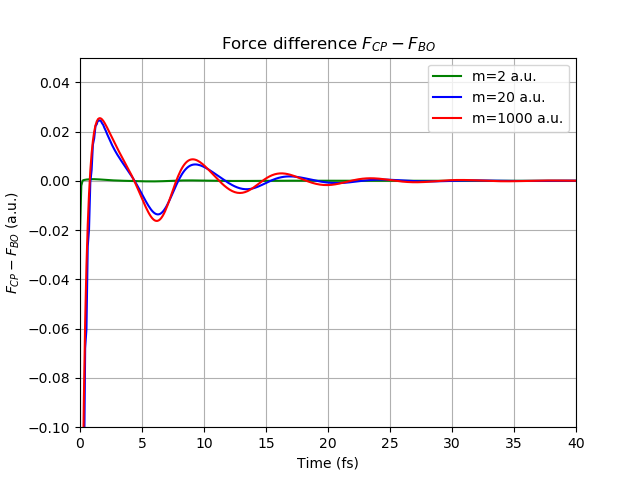 Force difference F_CP − F_BO
m=2 a.u.
m=20 a.u.
m=1000 a.u.
F_CP − F_BO (a.u.)
0.04
0.02
0.00
−0.02
−0.04
−0.06
−0.08
−0.10
0 5 10 15 20 25 30 35 40
Time (fs)